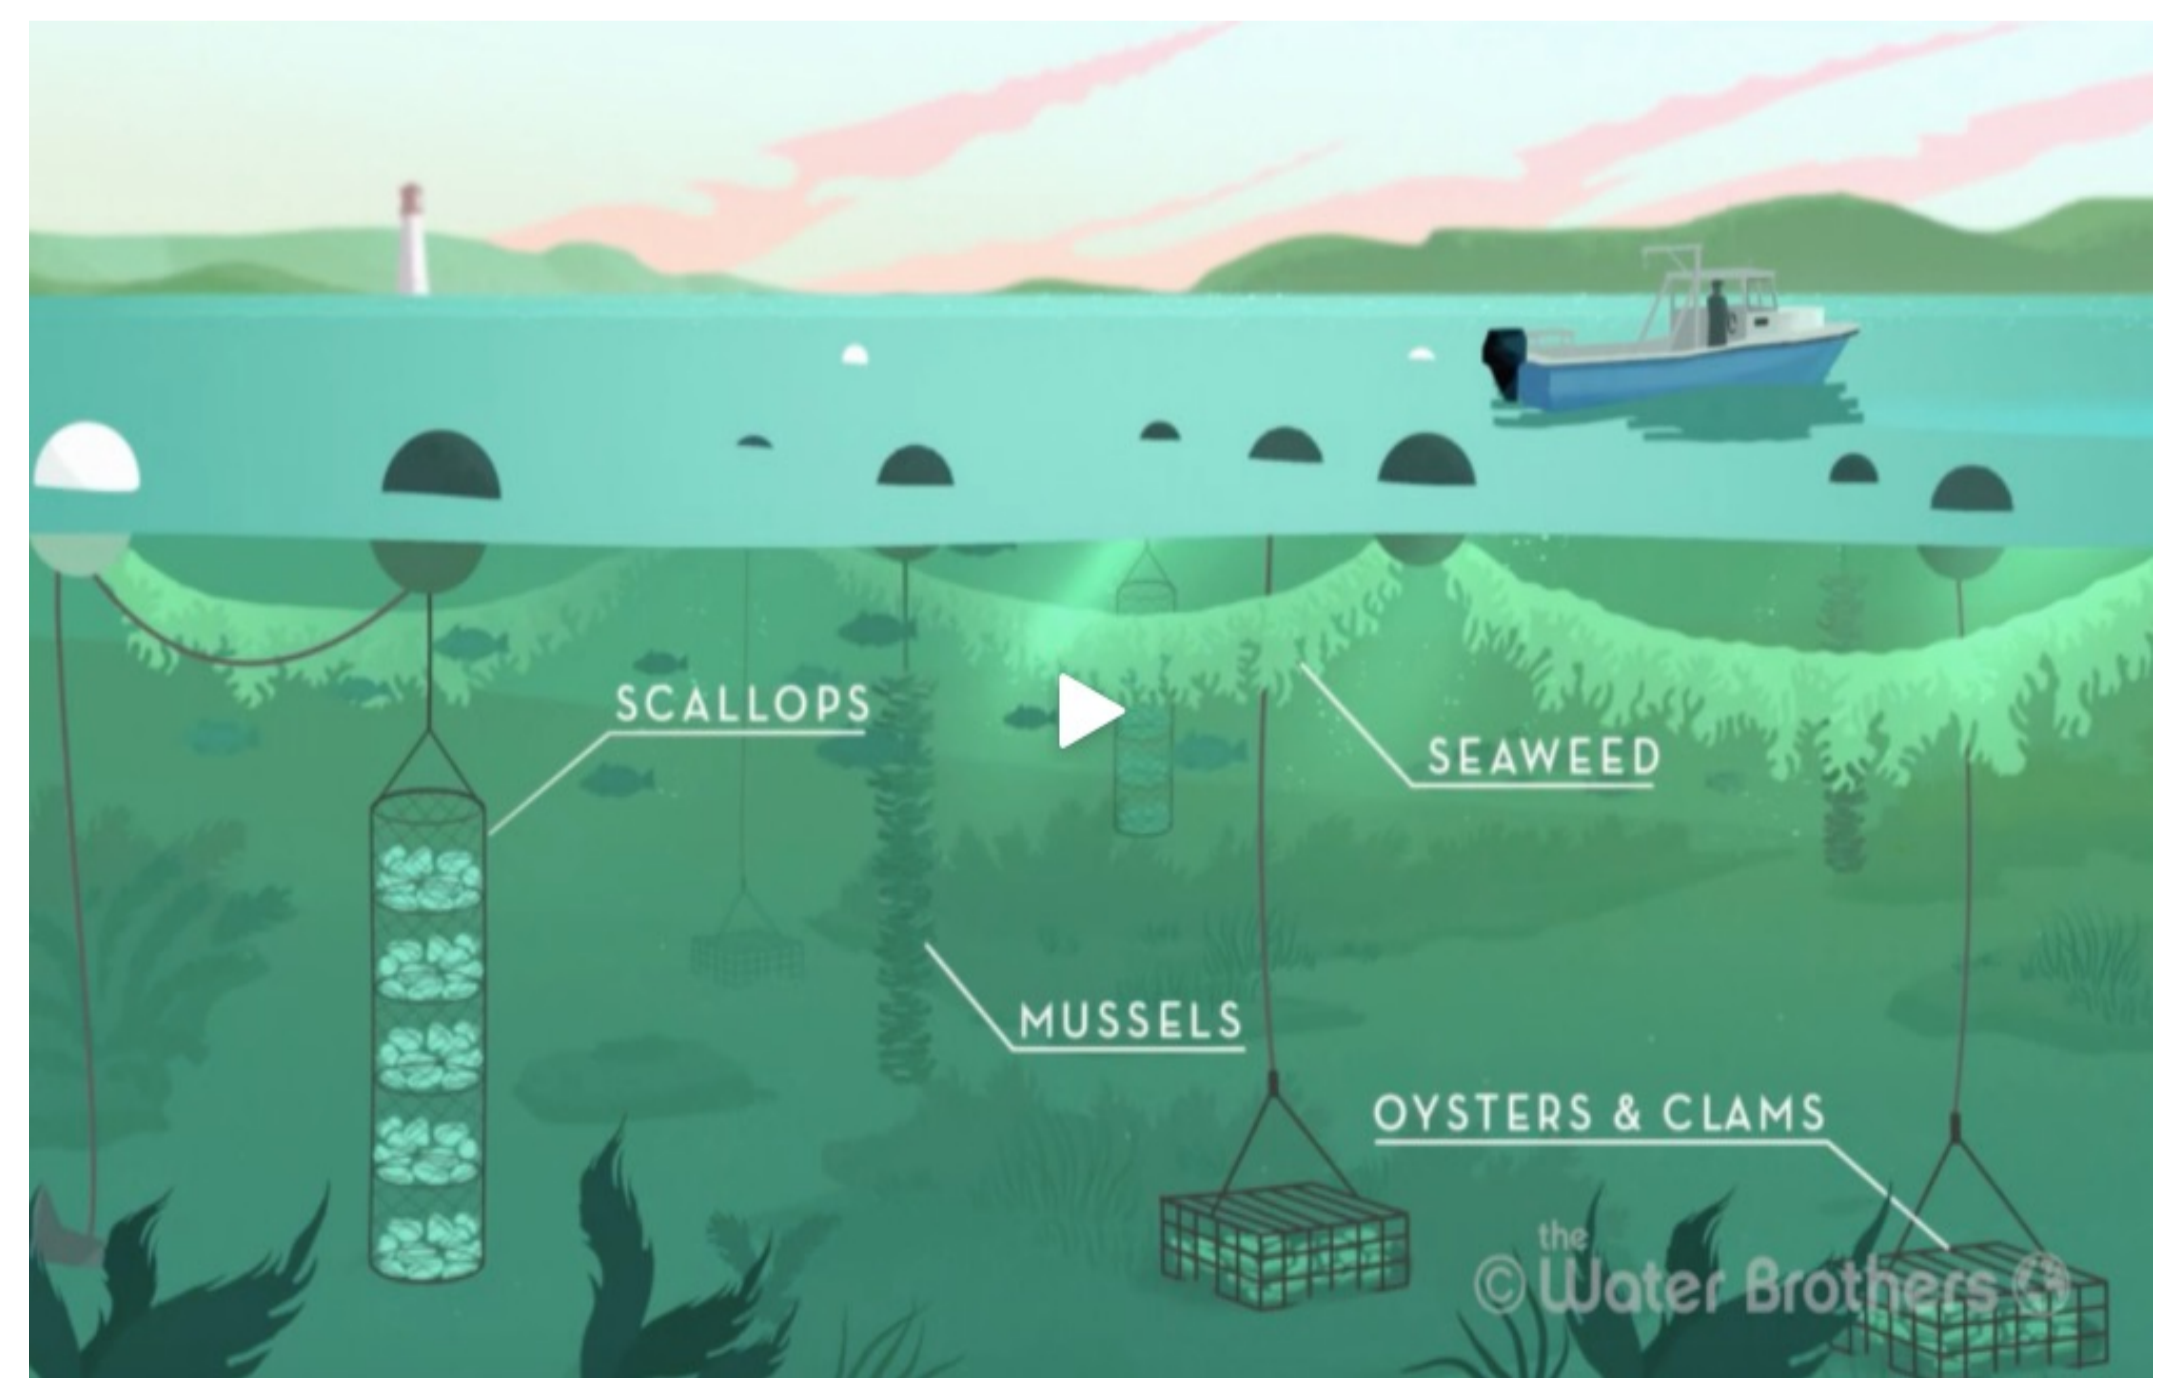 SCALLOPS
SEAWEED
MUSSELS
OYSTERS & CLAMS
the
© Water Brothers